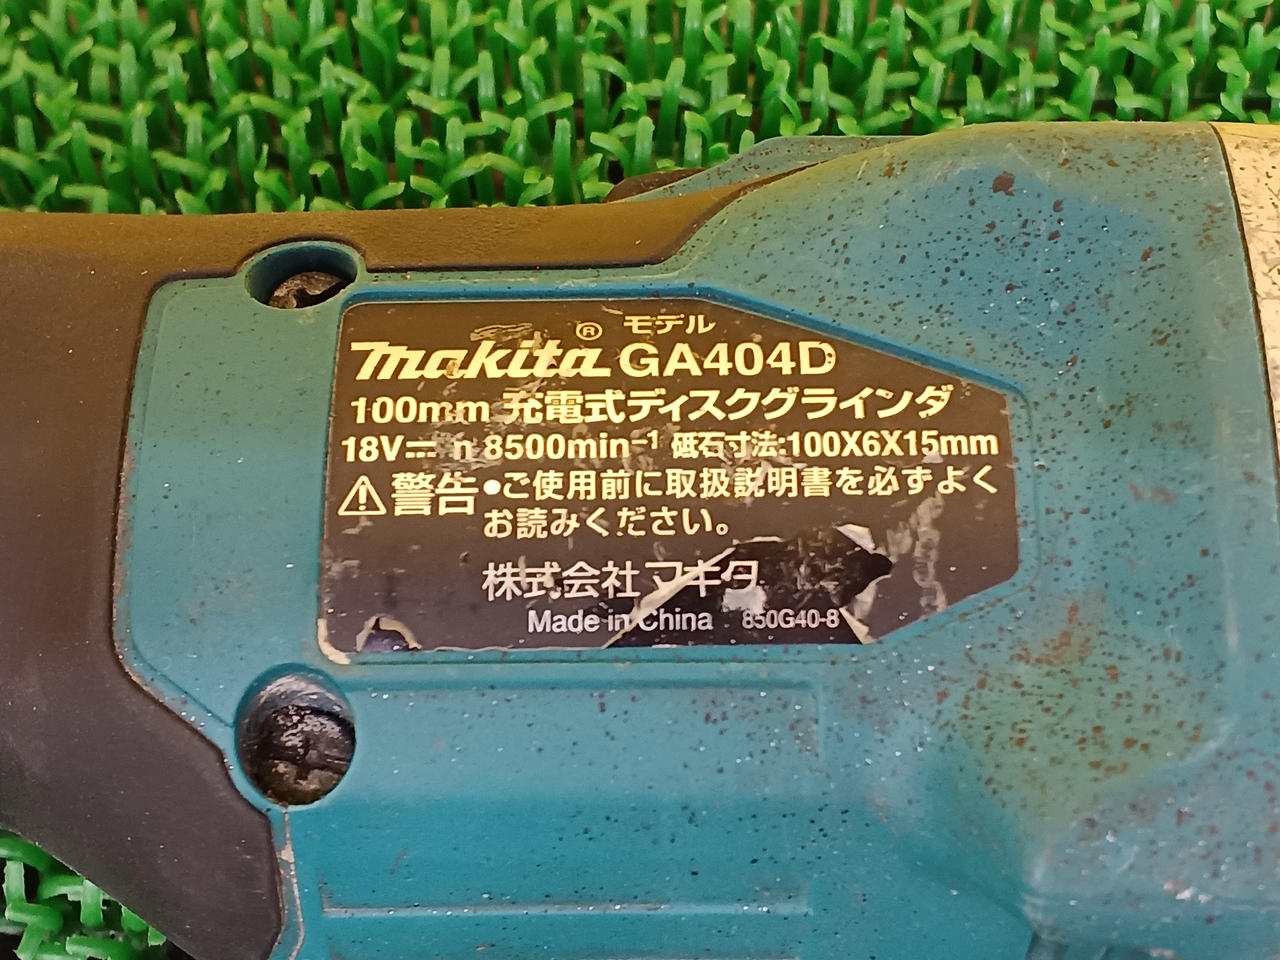 ® モデル
makita GA404D
100mm 充電式ディスクグラインダ
18V⎓ n 8500min⁻¹ 砥石寸法:100X6X15mm
⚠警告 ●ご使用前に取扱説明書を必ずよく
お読みください。
株式会社マキタ
Made in China 850G40-8